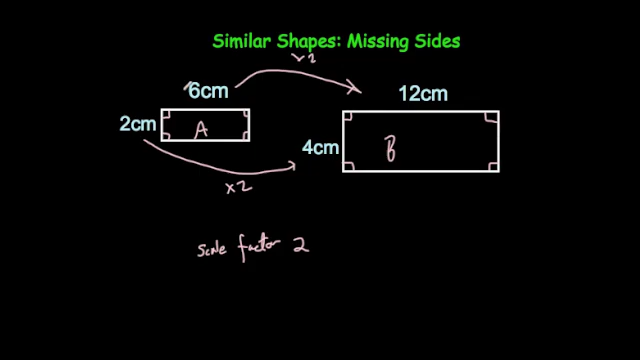 Similar Shapes: Missing Sides
×2
6cm
12cm
2cm
A
4cm
B
×2
Scale factor 2